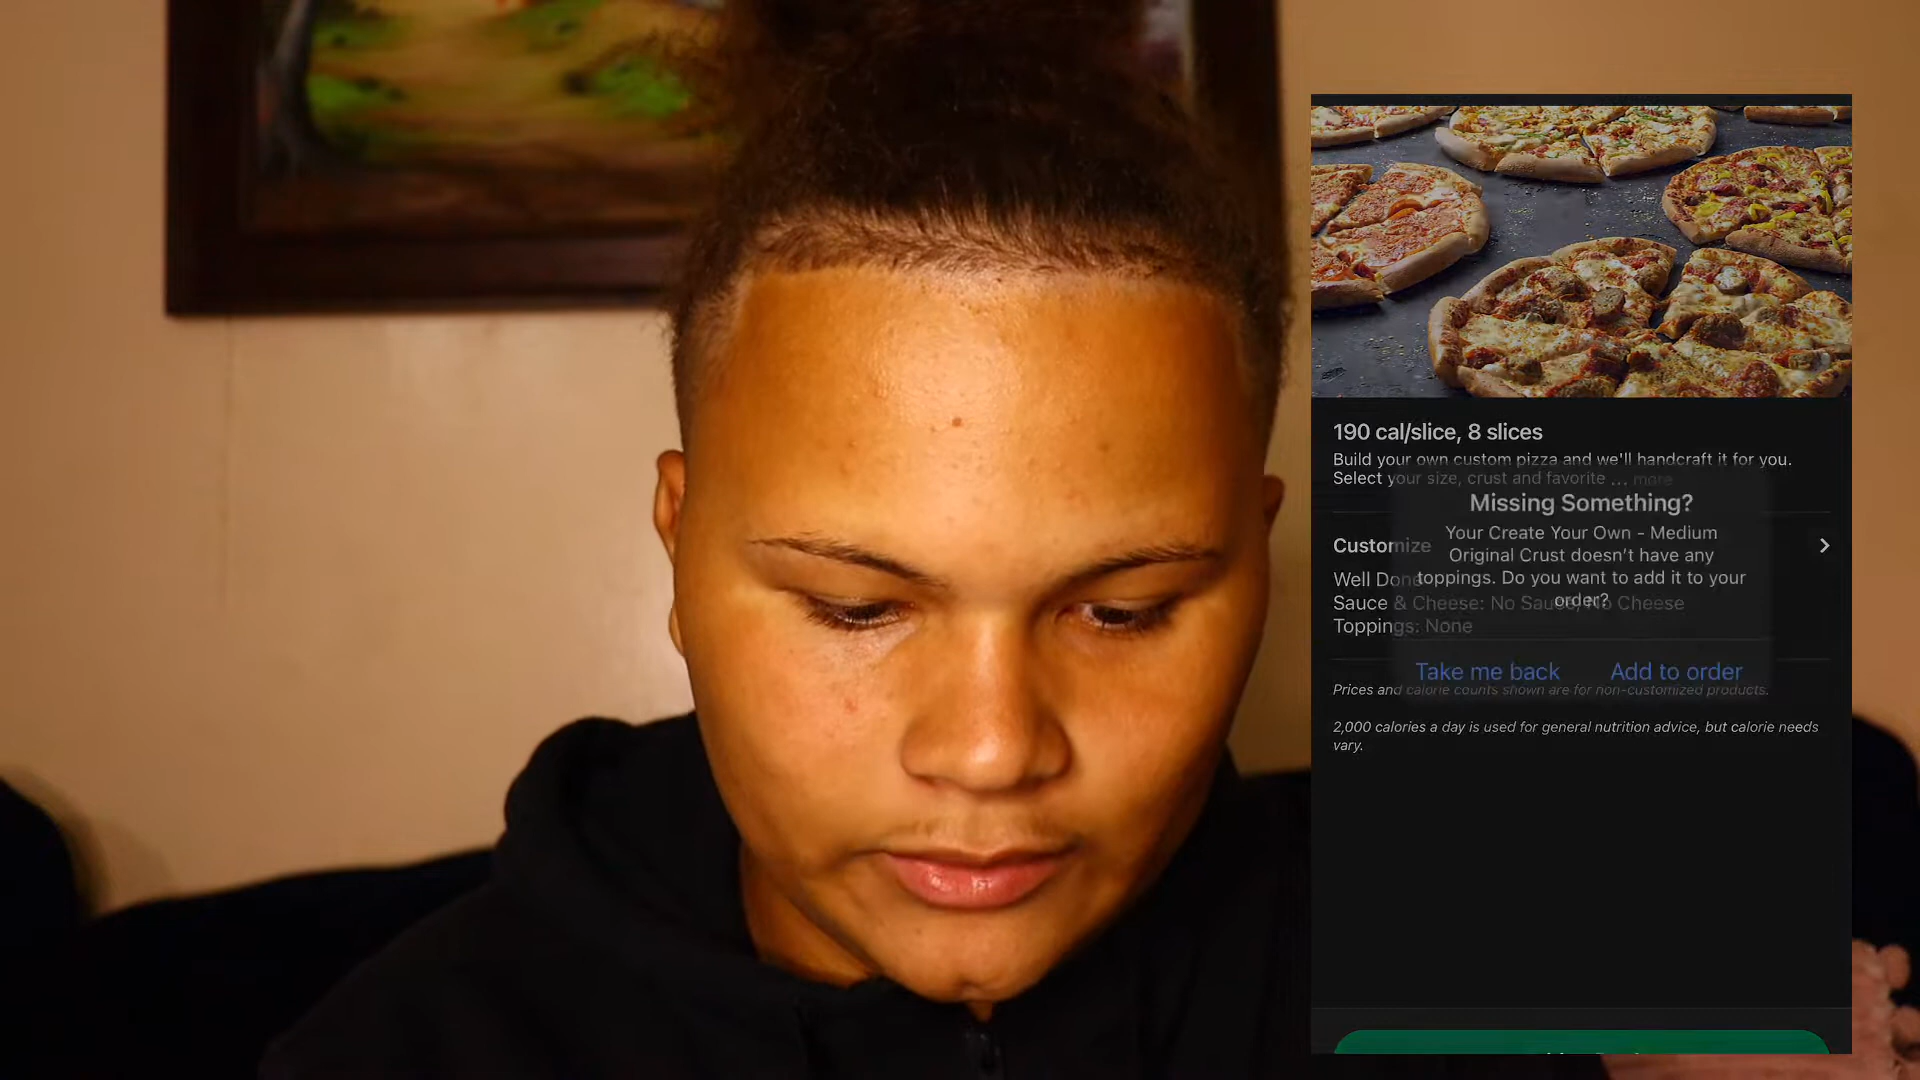 190 cal/slice, 8 slices
Build your own custom pizza and we'll handcraft it for you.
Select your size, crust and favorite ... more
Missing Something?
Your Create Your Own - Medium
Original Crust doesn't have any
toppings. Do you want to add it to your
order?
Customize
Well Done
Sauce & Cheese: No Sauce, No Cheese
Toppings: None
Take me back
Add to order
Prices and calorie counts shown are for non-customized products.
2,000 calories a day is used for general nutrition advice, but calorie needs
vary.